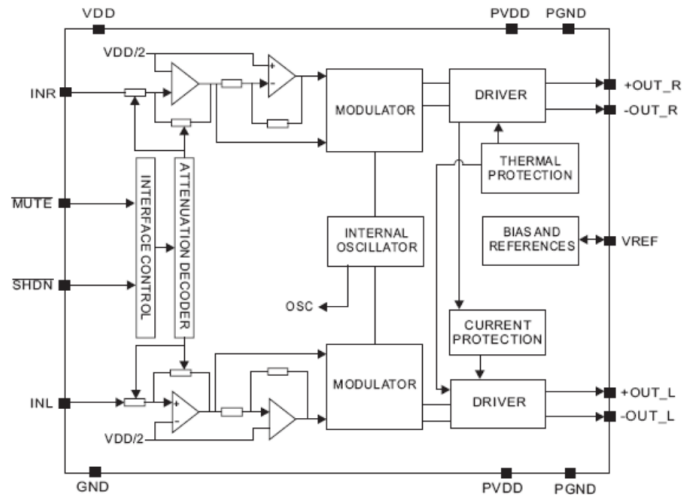 VDD
PVDD
PGND
VDD/2
INR
+
-
MODULATOR
DRIVER
+OUT_R
-OUT_R
THERMAL
PROTECTION
MUTE
INTERFACE CONTROL
ATTENUATION DECODER
INTERNAL
OSCILLATOR
BIAS AND
REFERENCES
VREF
SHDN
OSC
CURRENT
PROTECTION
MODULATOR
DRIVER
INL
+
-
+OUT_L
-OUT_L
VDD/2
GND
PVDD
PGND